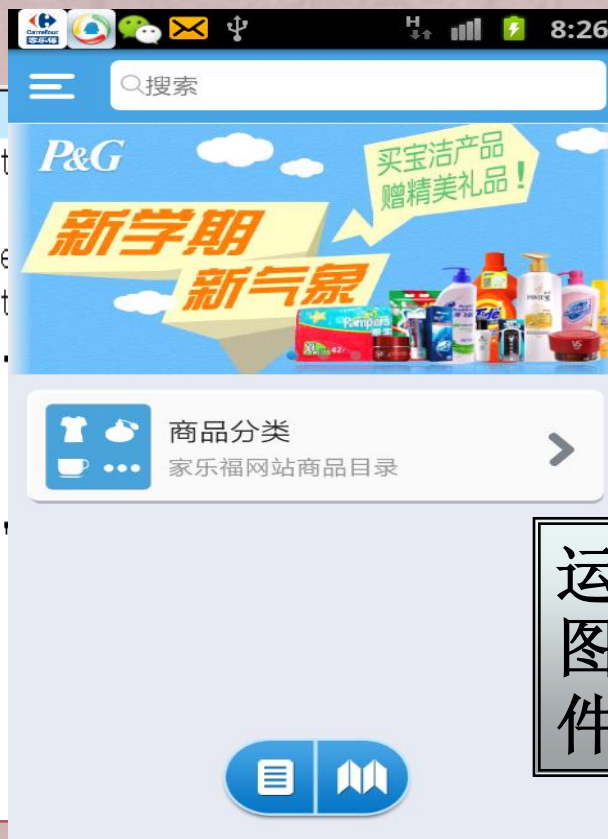 Carrefour
家乐福
H
8:26
搜索
P&G
买宝洁产品
赠精美礼品！
新学期
新气象
Pampers
Tide
商品分类
家乐福网站商品目录
运
图
件
t
e
t